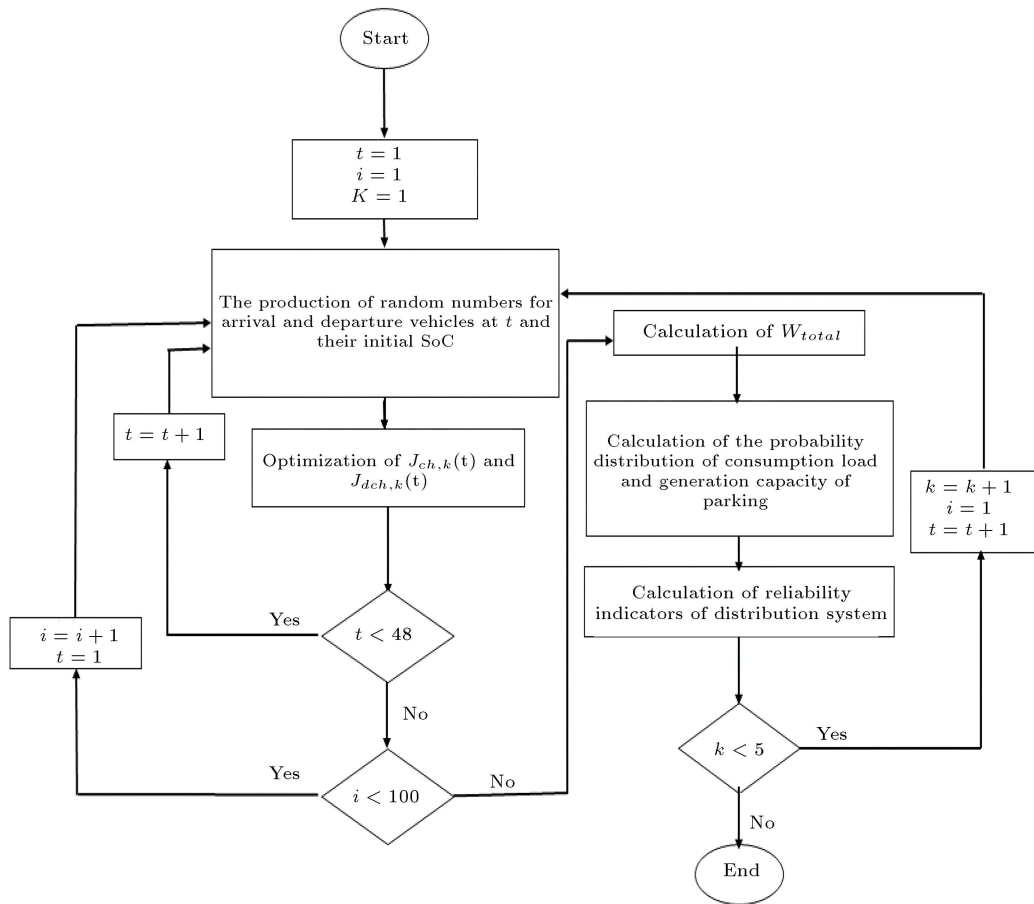 Start
t = 1
i = 1
K = 1
The production of random numbers for
arrival and departure vehicles at t and
their initial SoC
t = t + 1
Optimization of J_{ch,k}(t) and
J_{dch,k}(t)
Yes
t < 48
i = i + 1
t = 1
No
Yes
i < 100
No
Calculation of W_{total}
Calculation of the probability
distribution of consumption load
and generation capacity of
parking
k = k + 1
i = 1
t = t + 1
Calculation of reliability
indicators of distribution system
k < 5
Yes
No
End